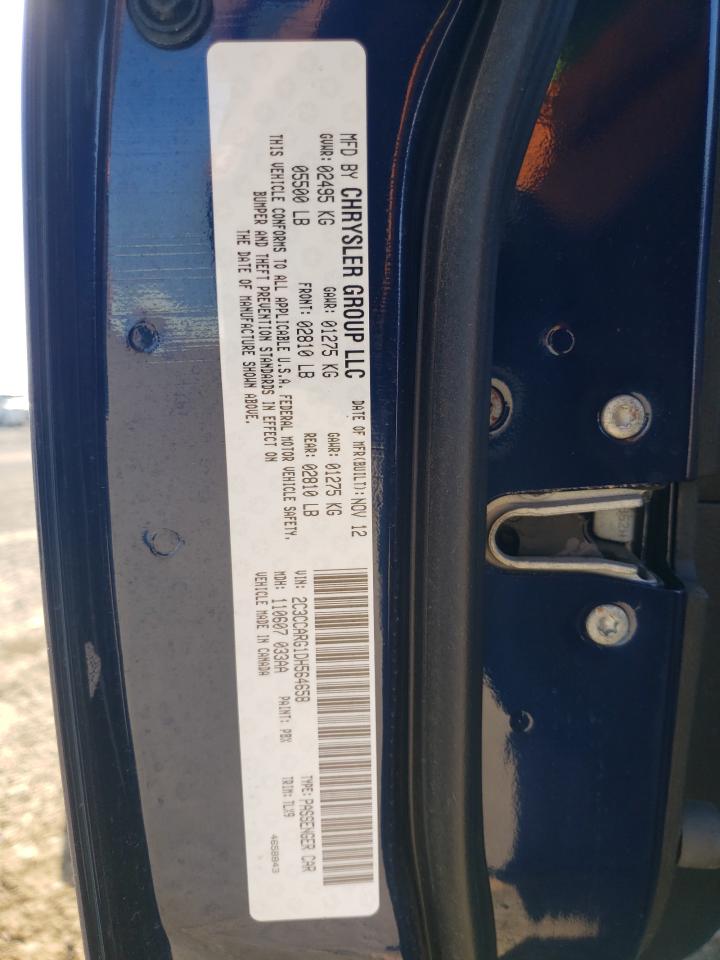 MFD BY CHRYSLER GROUP LLC DATE OF MFR(BUILT): NOV 12
GVWR: 02495 KG GAWR: 01275 KG GAWR: 01275 KG
05500 LB FRONT: 02810 LB REAR: 02810 LB
THIS VEHICLE CONFORMS TO ALL APPLICABLE U.S.A. FEDERAL MOTOR VEHICLE SAFETY,
BUMPER AND THEFT PREVENTION STANDARDS IN EFFECT ON
THE DATE OF MANUFACTURE SHOWN ABOVE.
VIN: 2C3CCARG1DH564658 TYPE: PASSENGER CAR
MDH: 110607 033AA PAINT: PBX TRIM: TLX9
VEHICLE MADE IN CANADA 4658843